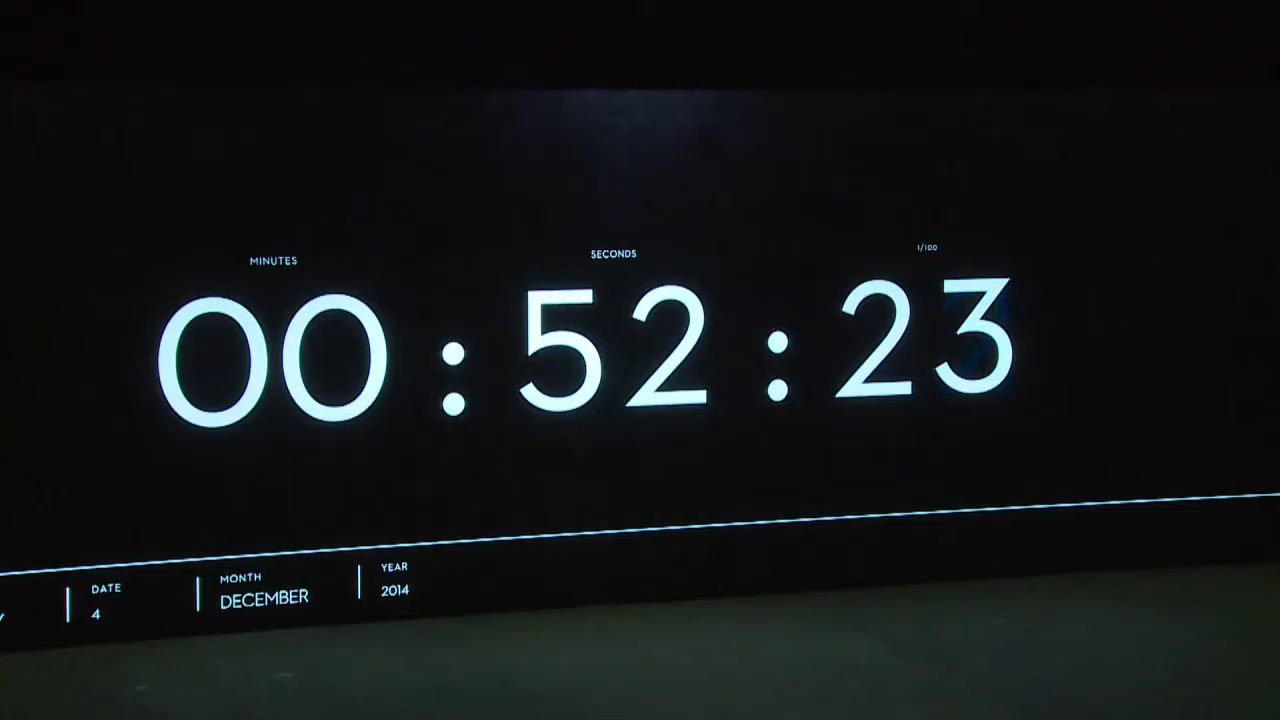 MINUTES SECONDS 1/100
00 : 52 : 23
DATE MONTH YEAR
4 DECEMBER 2014